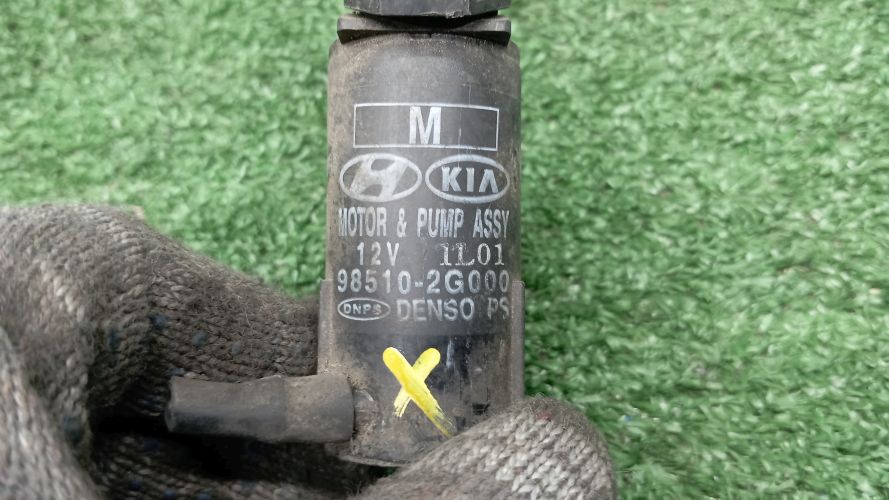 M
KIA
MOTOR & PUMP ASSY
12V 1L01
98510-2G000
DNPS DENSO PS